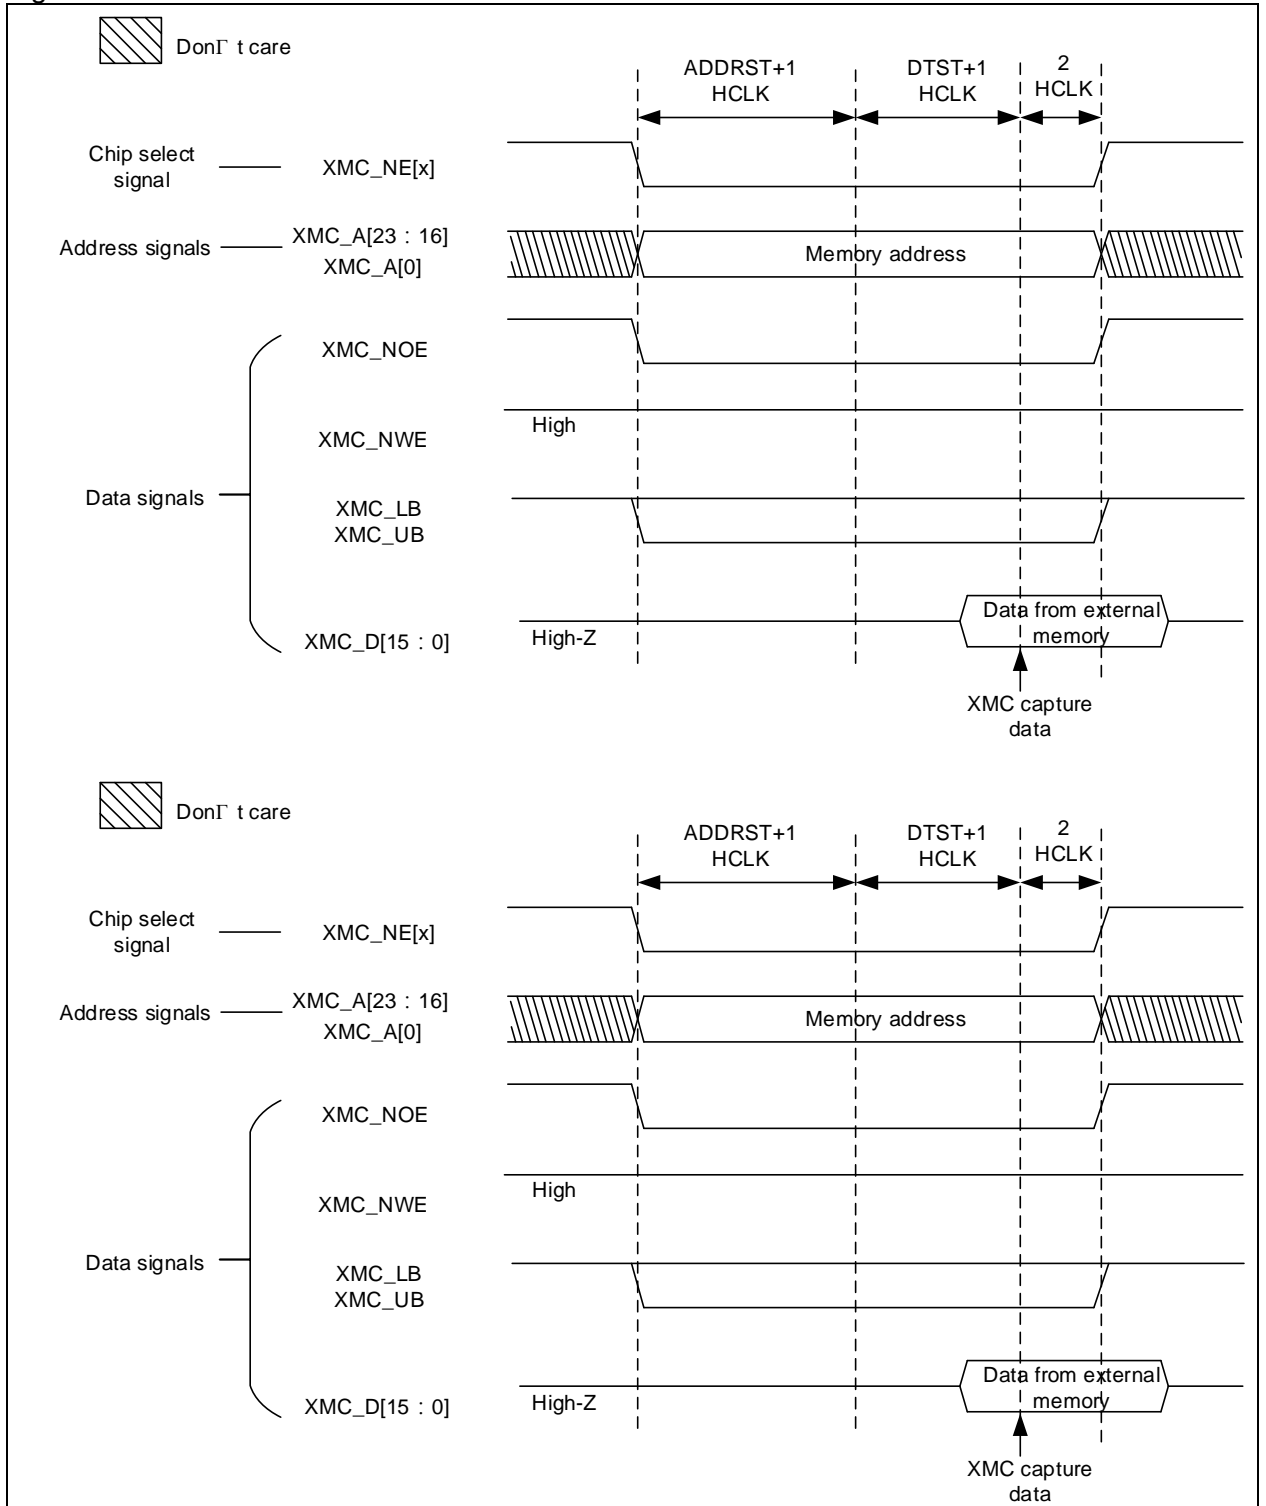 DonΓ t care
ADDRST+1
HCLK
DTST+1
HCLK
2
HCLK
Chip select
signal
XMC_NE[x]
Address signals
XMC_A[23 : 16]
XMC_A[0]
Memory address
XMC_NOE
High
XMC_NWE
Data signals
XMC_LB
XMC_UB
XMC_D[15 : 0]
High-Z
Data from external
memory
XMC capture
data
DonΓ t care
ADDRST+1
HCLK
DTST+1
HCLK
2
HCLK
Chip select
signal
XMC_NE[x]
Address signals
XMC_A[23 : 16]
XMC_A[0]
Memory address
XMC_NOE
High
XMC_NWE
Data signals
XMC_LB
XMC_UB
XMC_D[15 : 0]
High-Z
Data from external
memory
XMC capture
data